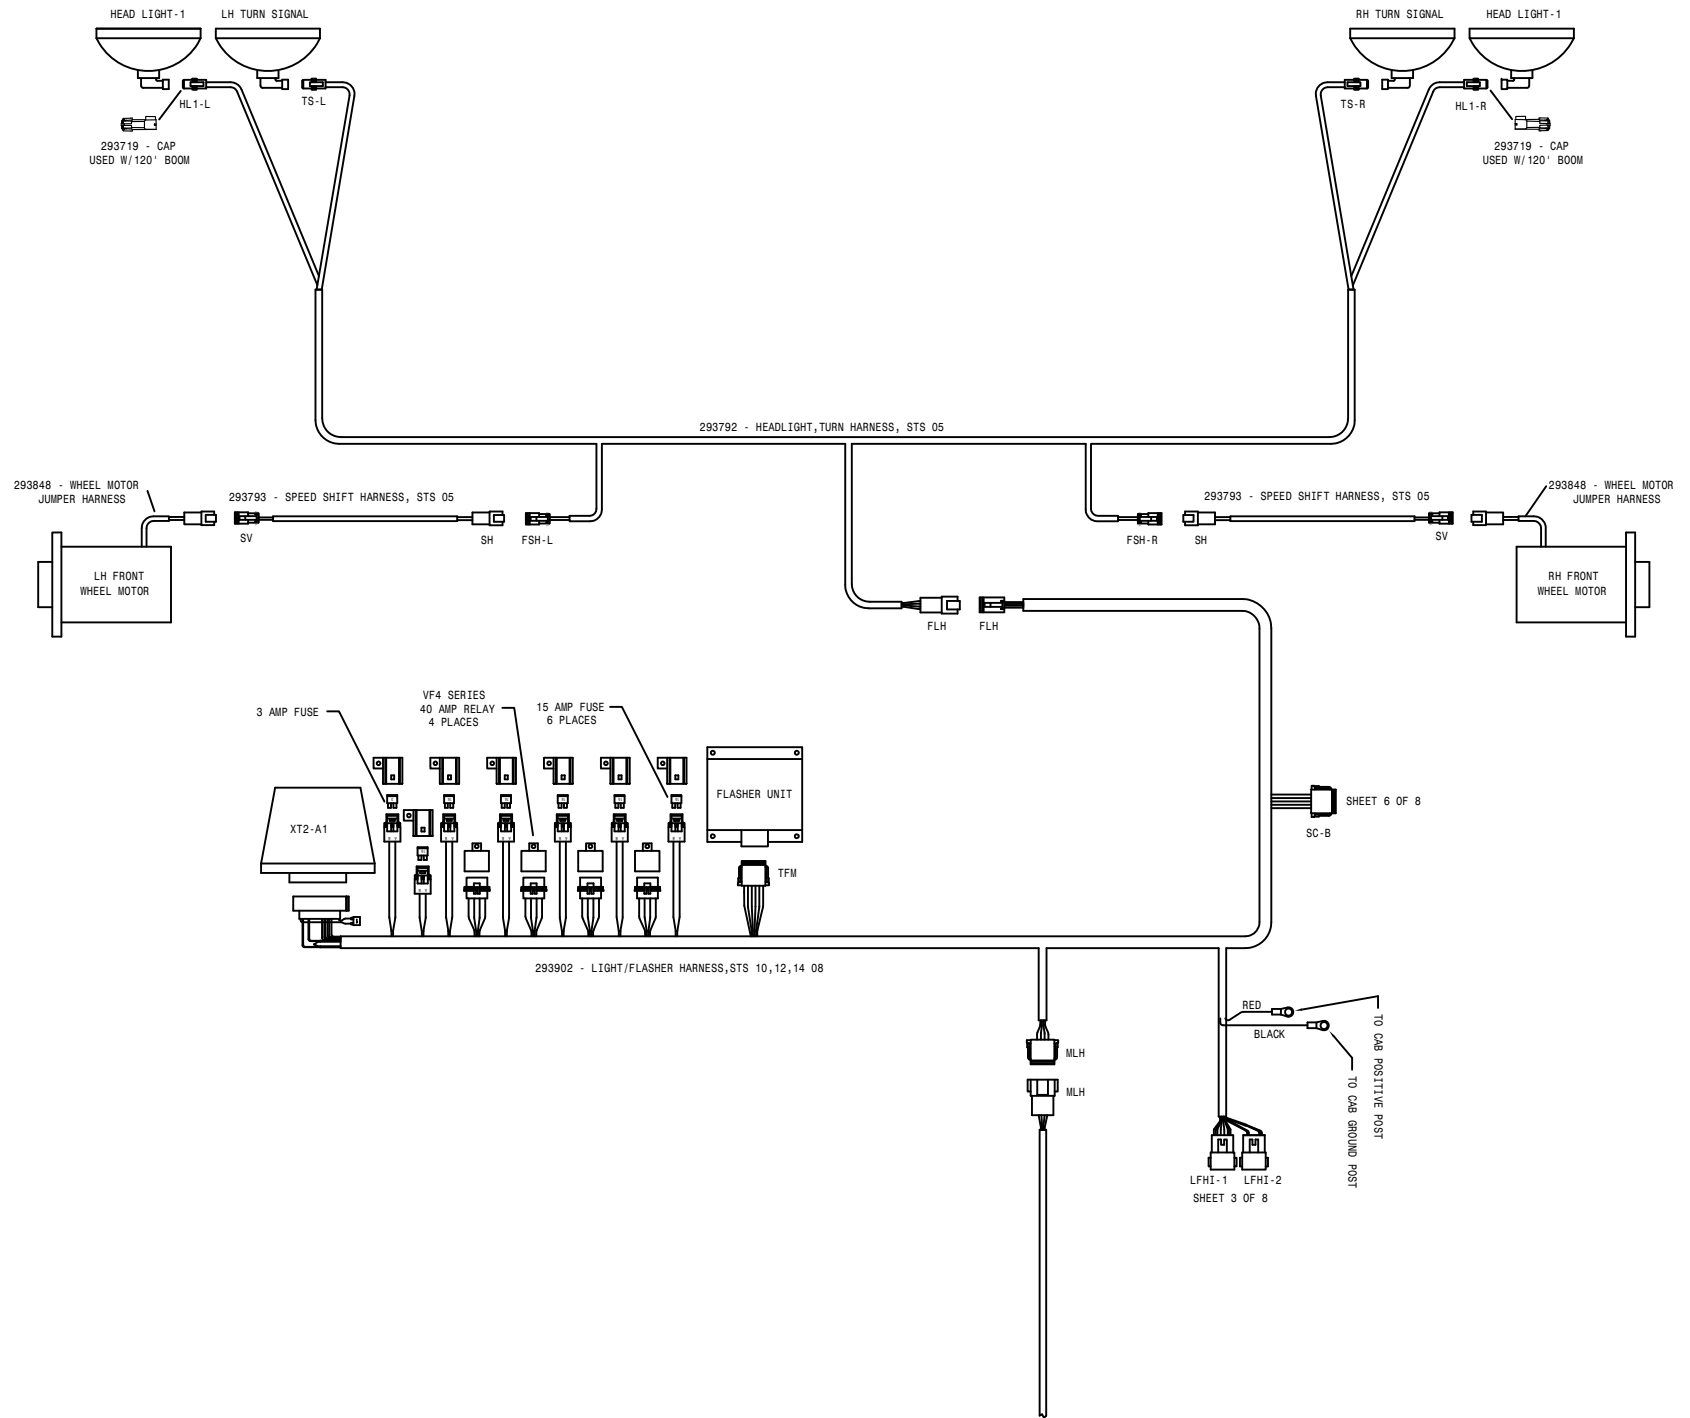 HEAD LIGHT-1
LH TURN SIGNAL
RH TURN SIGNAL
HEAD LIGHT-1
HL1-L
TS-L
TS-R
HL1-R
293719 - CAP
USED W/120' BOOM
293719 - CAP
USED W/120' BOOM
293792 - HEADLIGHT,TURN HARNESS, STS 05
293848 - WHEEL MOTOR
JUMPER HARNESS
293793 - SPEED SHIFT HARNESS, STS 05
293793 - SPEED SHIFT HARNESS, STS 05
293848 - WHEEL MOTOR
JUMPER HARNESS
SV
SH
FSH-L
FSH-R
SH
SV
LH FRONT
WHEEL MOTOR
RH FRONT
WHEEL MOTOR
FLH
FLH
3 AMP FUSE
VF4 SERIES
40 AMP RELAY
4 PLACES
15 AMP FUSE
6 PLACES
FLASHER UNIT
SHEET 6 OF 8
SC-B
XT2-A1
TFM
293902 - LIGHT/FLASHER HARNESS,STS 10,12,14 08
RED
BLACK
TO CAB POSITIVE POST
TO CAB GROUND POST
MLH
MLH
LFHI-1
LFHI-2
SHEET 3 OF 8